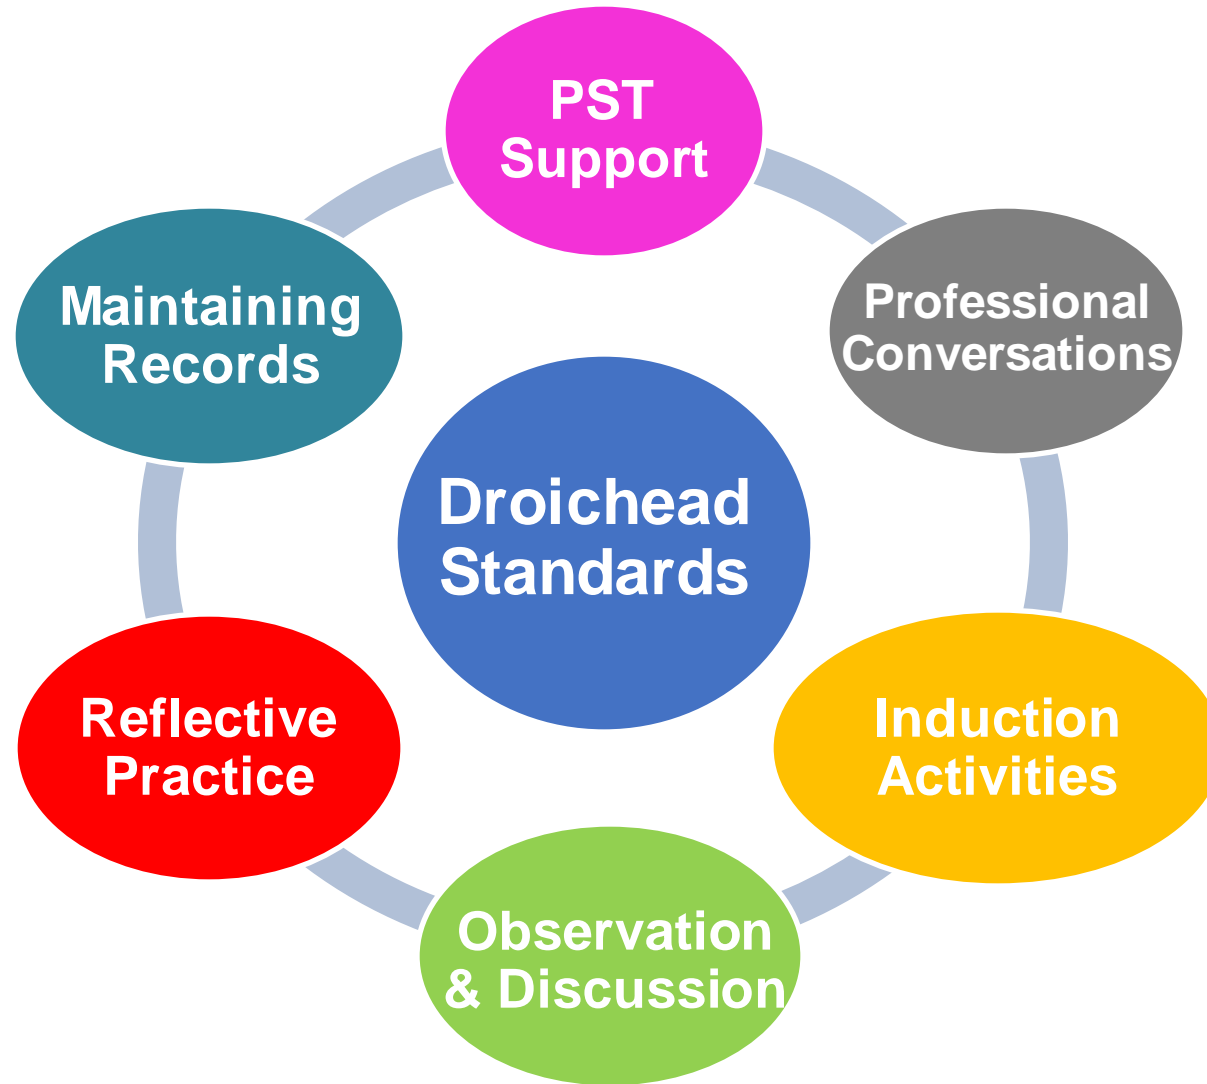 PST
Support
Professional
Conversations
Induction
Activities
Observation
& Discussion
Reflective
Practice
Maintaining
Records
Droichead
Standards